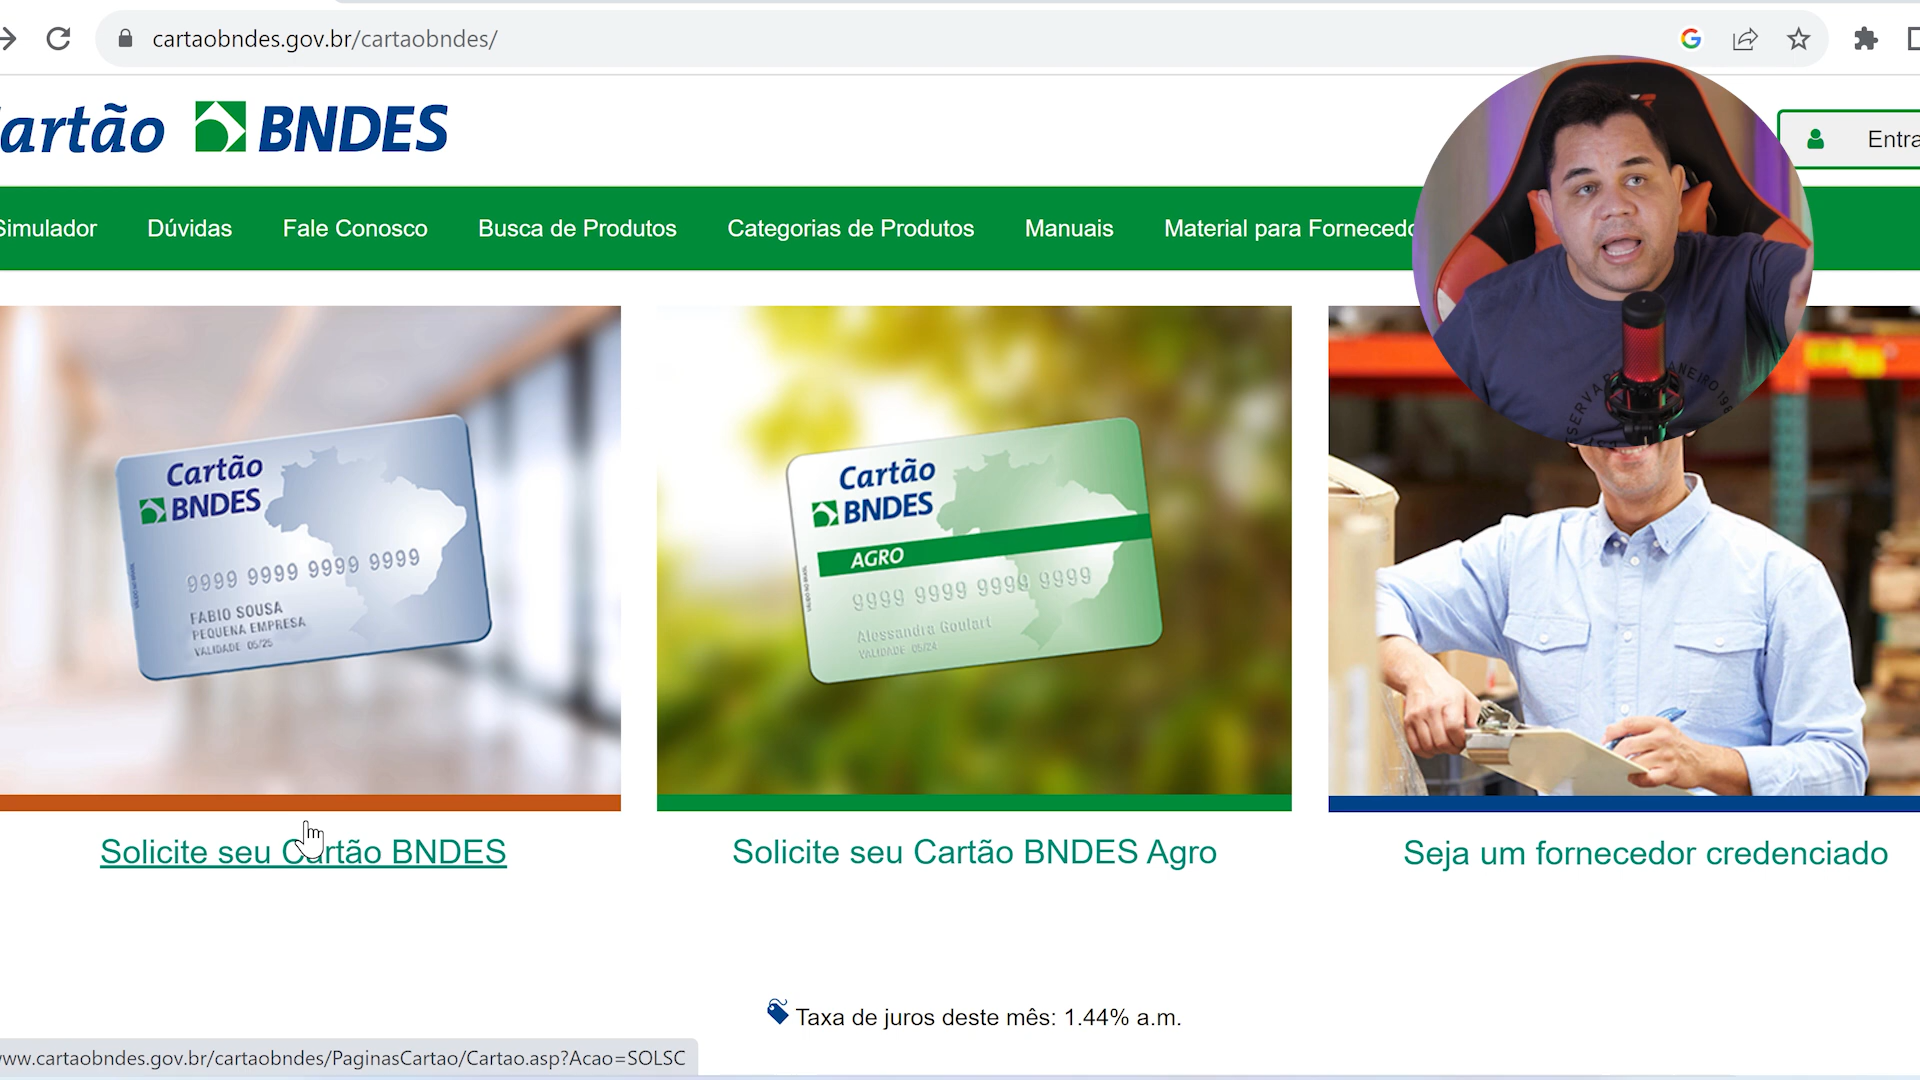 cartaobndes.gov.br/cartaobndes/
artão BNDES
Entra
Simulador Dúvidas Fale Conosco Busca de Produtos Categorias de Produtos Manuais Material para Fornecedo
Cartão
BNDES
9999 9999 9999 9999
FABIO SOUSA
PEQUENA EMPRESA
VALIDADE 05/25
Cartão
BNDES
AGRO
9999 9999 9999 9999
Alessandra Goulart
VALIDADE 05/24
Solicite seu Cartão BNDES
Solicite seu Cartão BNDES Agro
Seja um fornecedor credenciado
Taxa de juros deste mês: 1.44% a.m.
www.cartaobndes.gov.br/cartaobndes/PaginasCartao/Cartao.asp?Acao=SOLSC